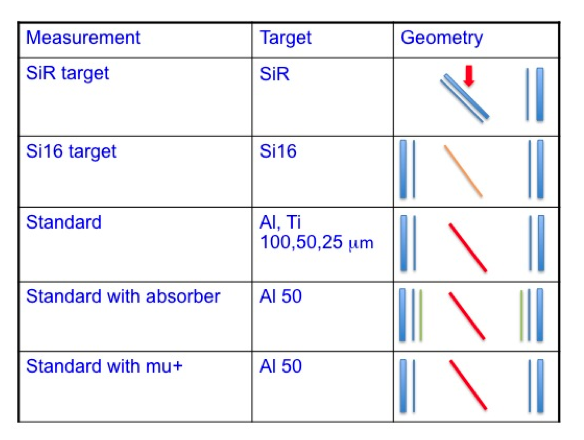 Measurement Target Geometry
SiR target SiR
Si16 target Si16
Standard Al, Ti
100,50,25 μm
Standard with absorber Al 50
Standard with mu+ Al 50